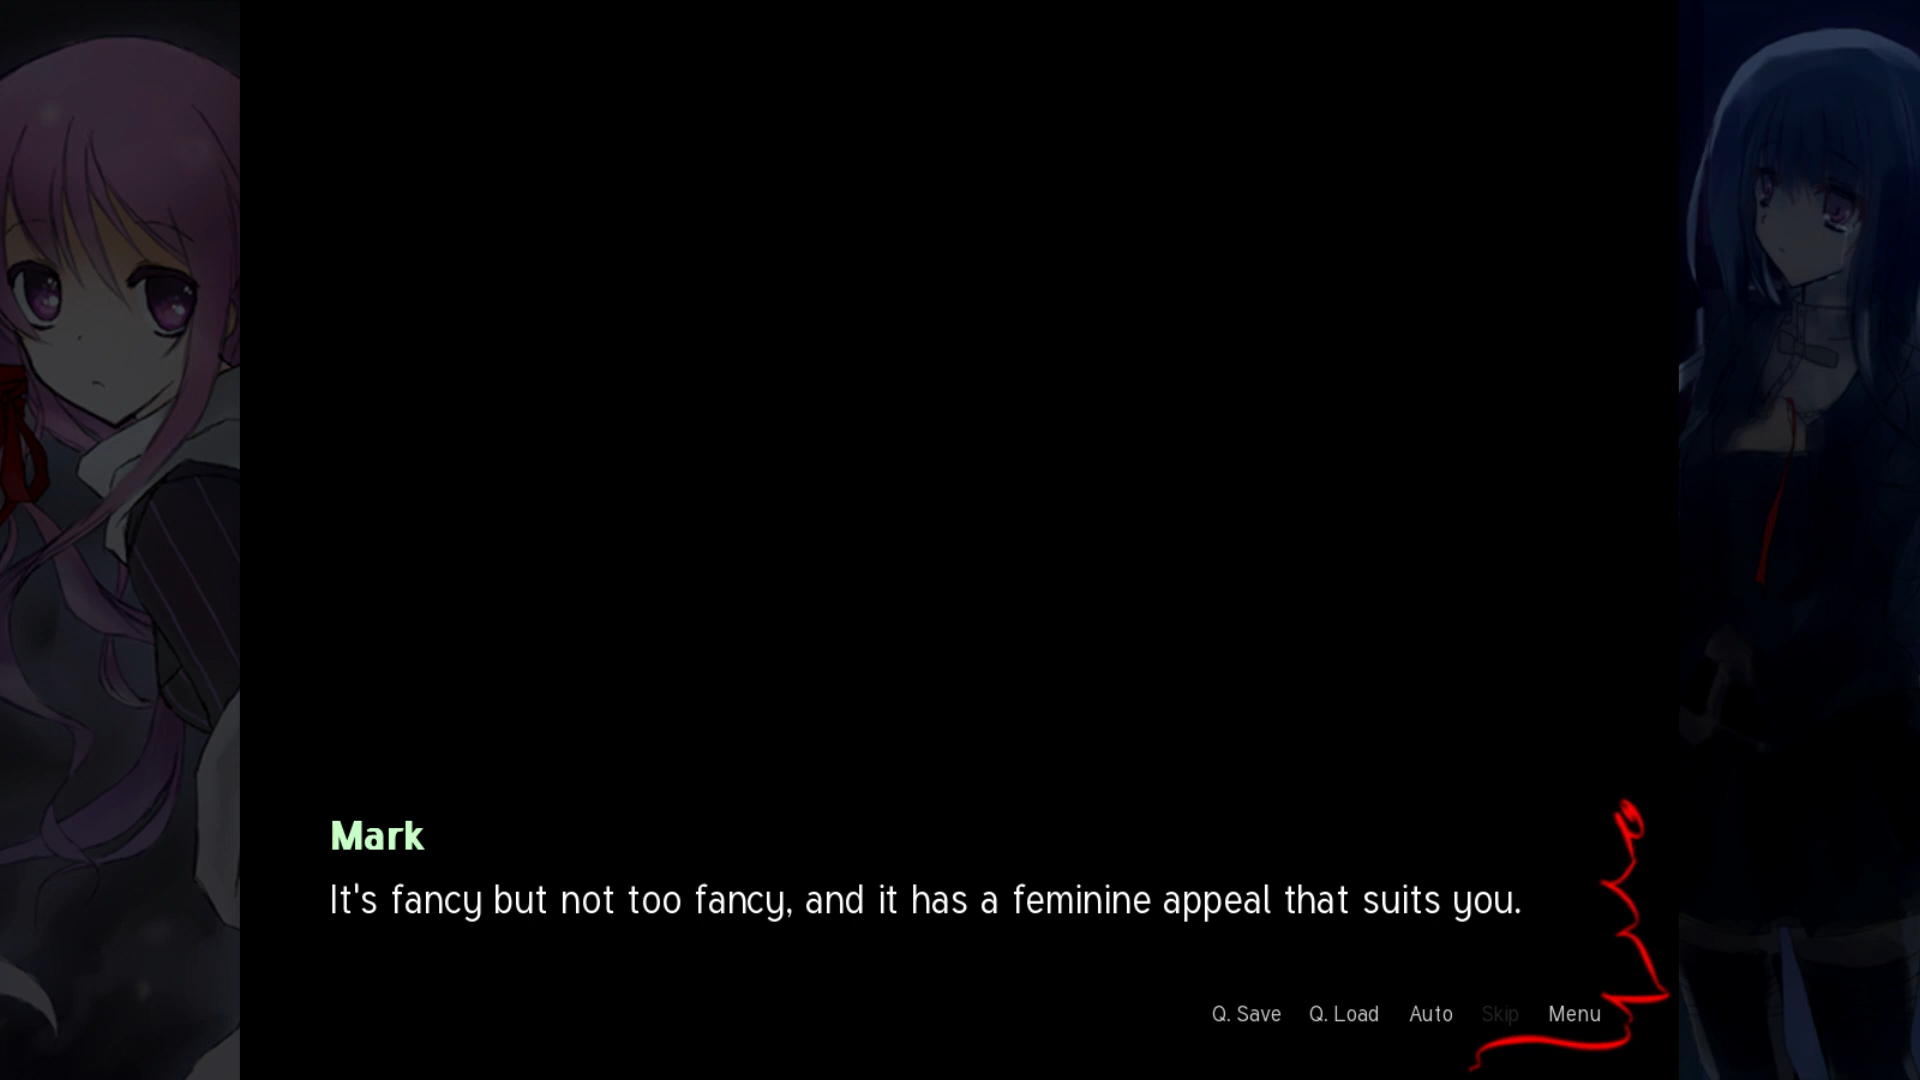 Mark
It's fancy but not too fancy, and it has a feminine appeal that suits you.
Q. Save Q. Load Auto Skip Menu